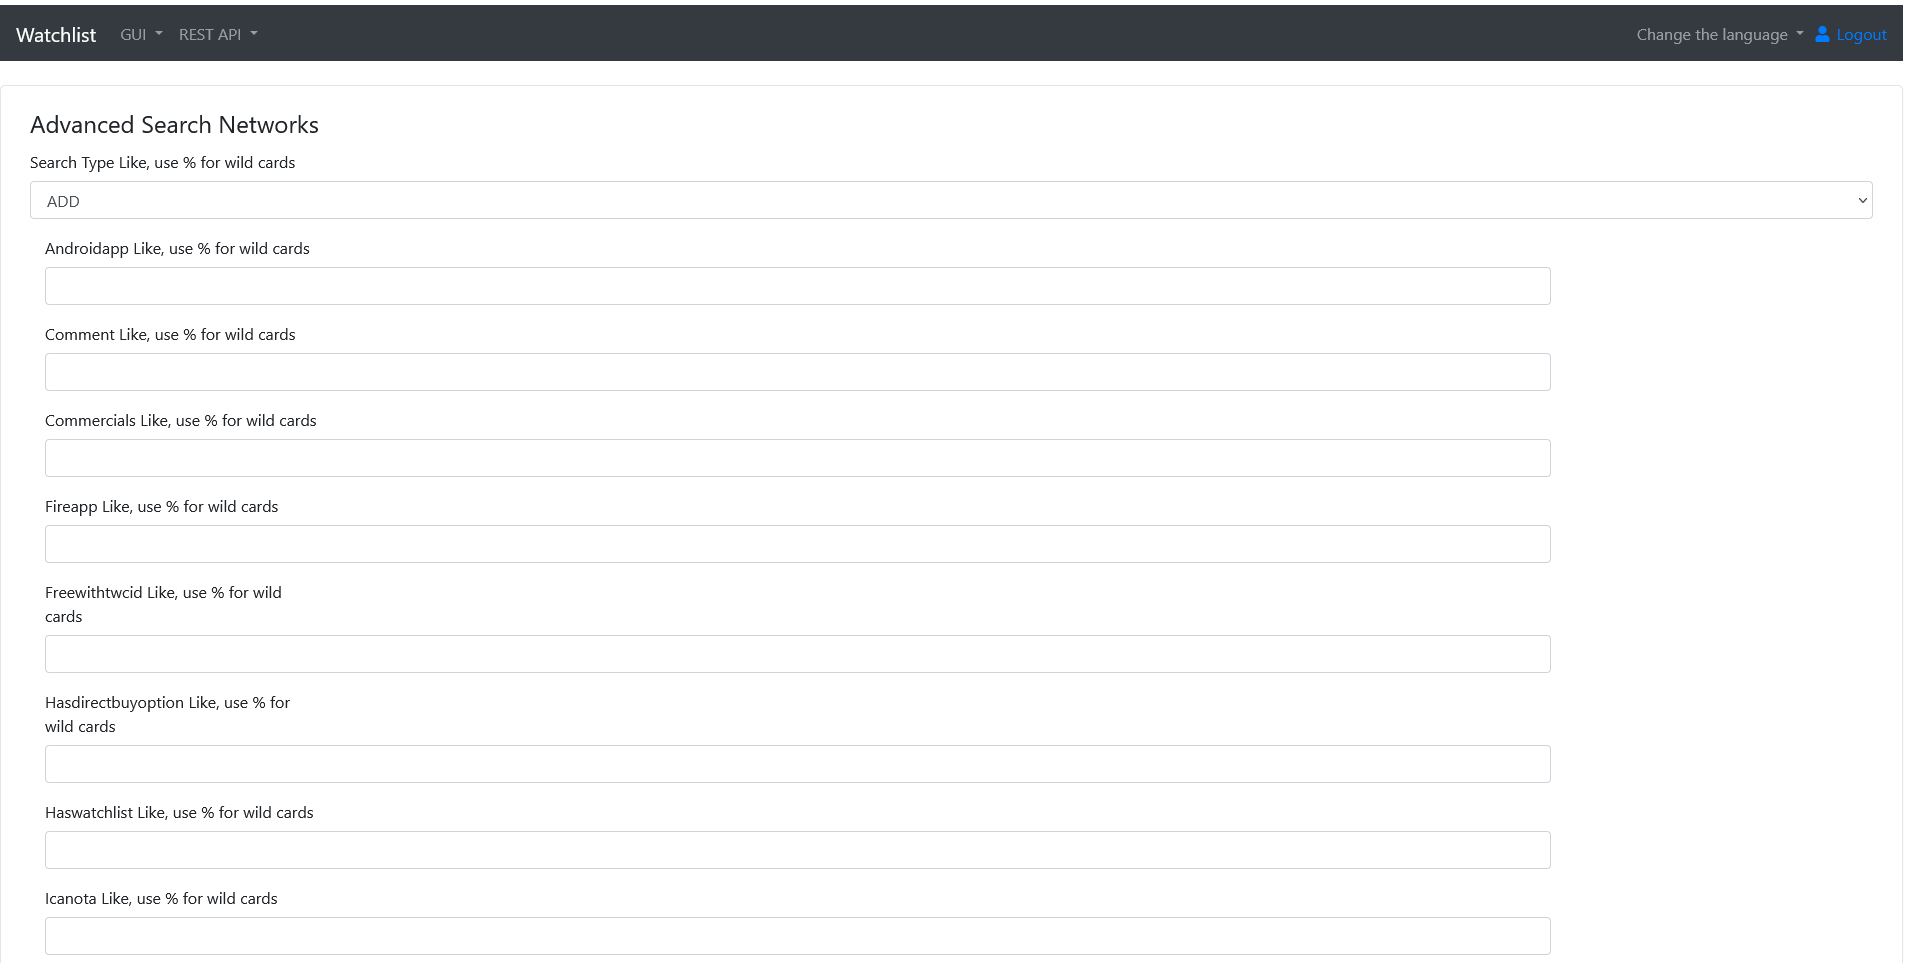 Watchlist GUI REST API Change the language Logout
Advanced Search Networks
Search Type Like, use % for wild cards
ADD
Androidapp Like, use % for wild cards
Comment Like, use % for wild cards
Commercials Like, use % for wild cards
Fireapp Like, use % for wild cards
Freewithtwcid Like, use % for wild
cards
Hasdirectbuyoption Like, use % for
wild cards
Haswatchlist Like, use % for wild cards
Icanota Like, use % for wild cards